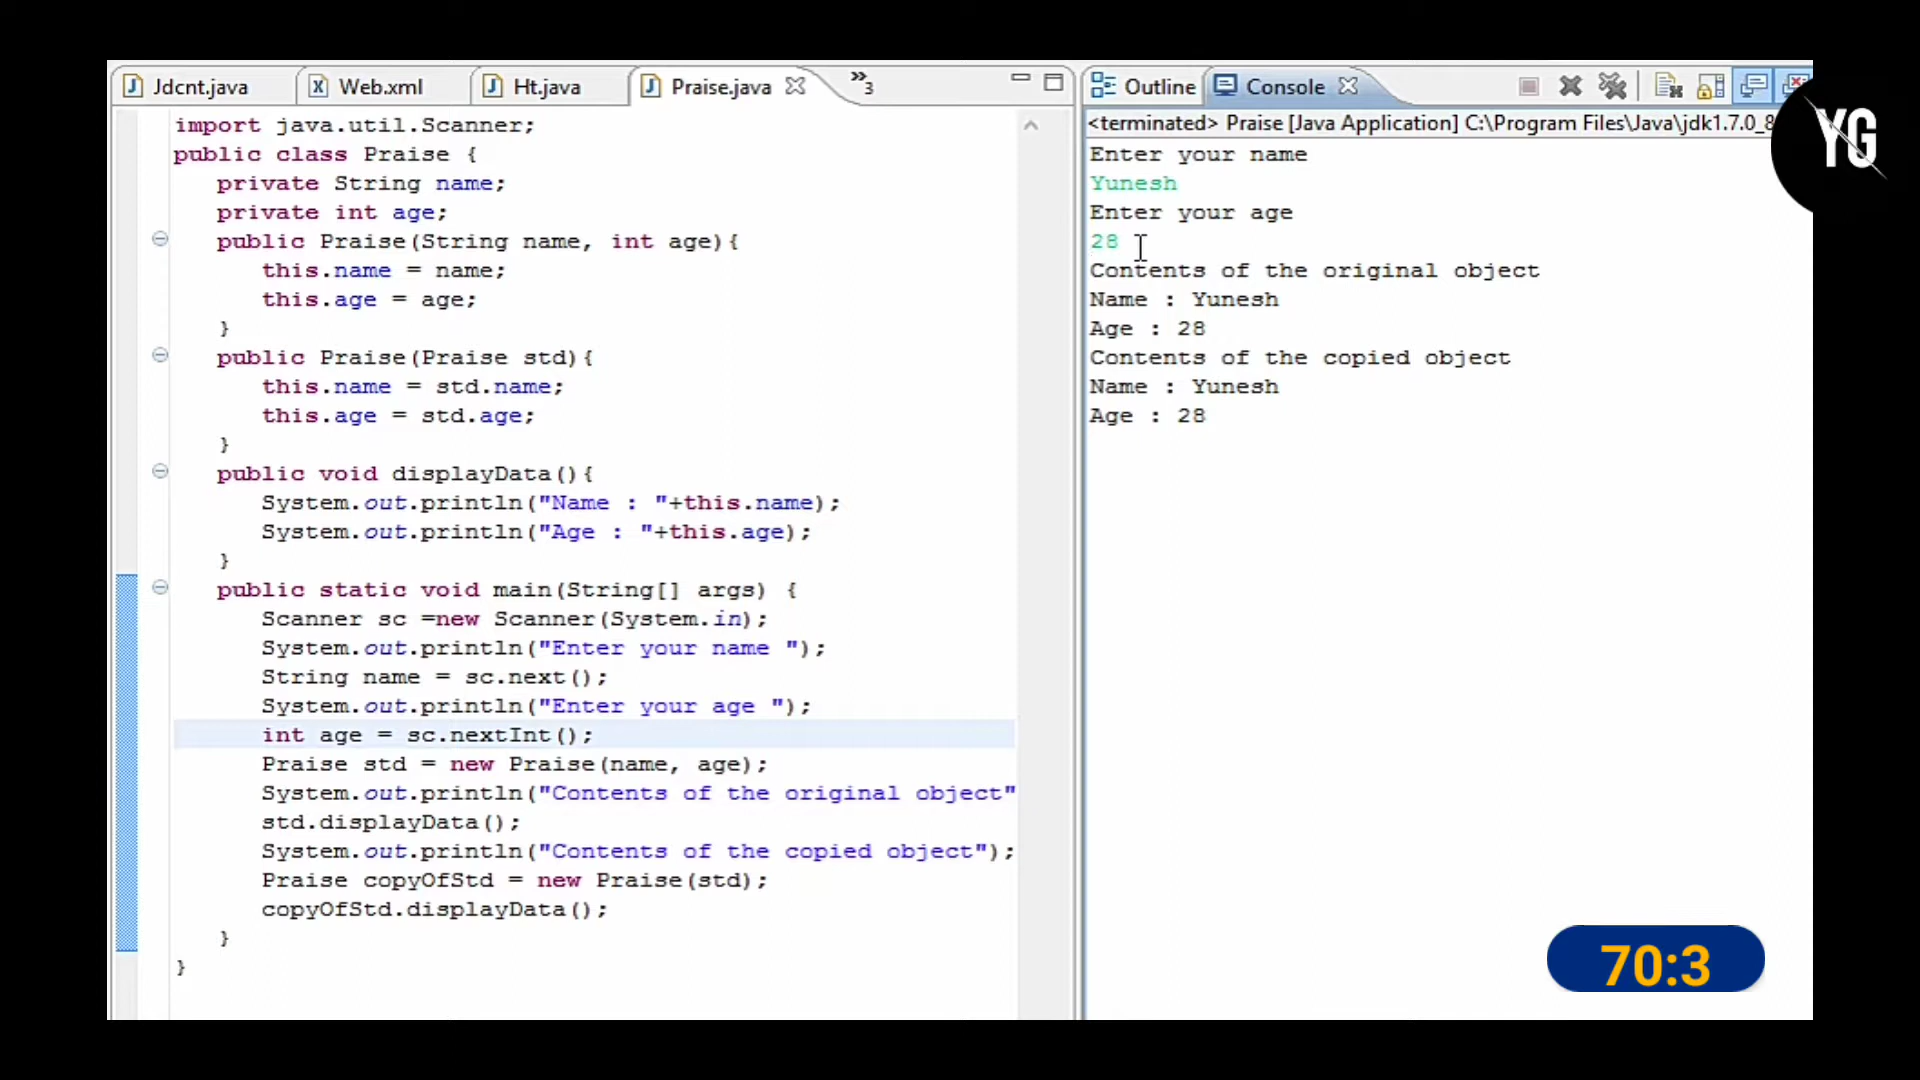 Jdcnt.java Web.xml Ht.java Praise.java »3
import java.util.Scanner;
public class Praise {
private String name;
private int age;
public Praise(String name, int age){
this.name = name;
this.age = age;
}
public Praise(Praise std){
this.name = std.name;
this.age = std.age;
}
public void displayData(){
System.out.println("Name : "+this.name);
System.out.println("Age : "+this.age);
}
public static void main(String[] args) {
Scanner sc =new Scanner(System.in);
System.out.println("Enter your name ");
String name = sc.next();
System.out.println("Enter your age ");
int age = sc.nextInt();
Praise std = new Praise(name, age);
System.out.println("Contents of the original object"
std.displayData();
System.out.println("Contents of the copied object");
Praise copyOfStd = new Praise(std);
copyOfStd.displayData();
}
}
Outline Console
<terminated> Praise [Java Application] C:\Program Files\Java\jdk1.7.0_8
Enter your name
Yunesh
Enter your age
28
Contents of the original object
Name : Yunesh
Age : 28
Contents of the copied object
Name : Yunesh
Age : 28
YG
70:3